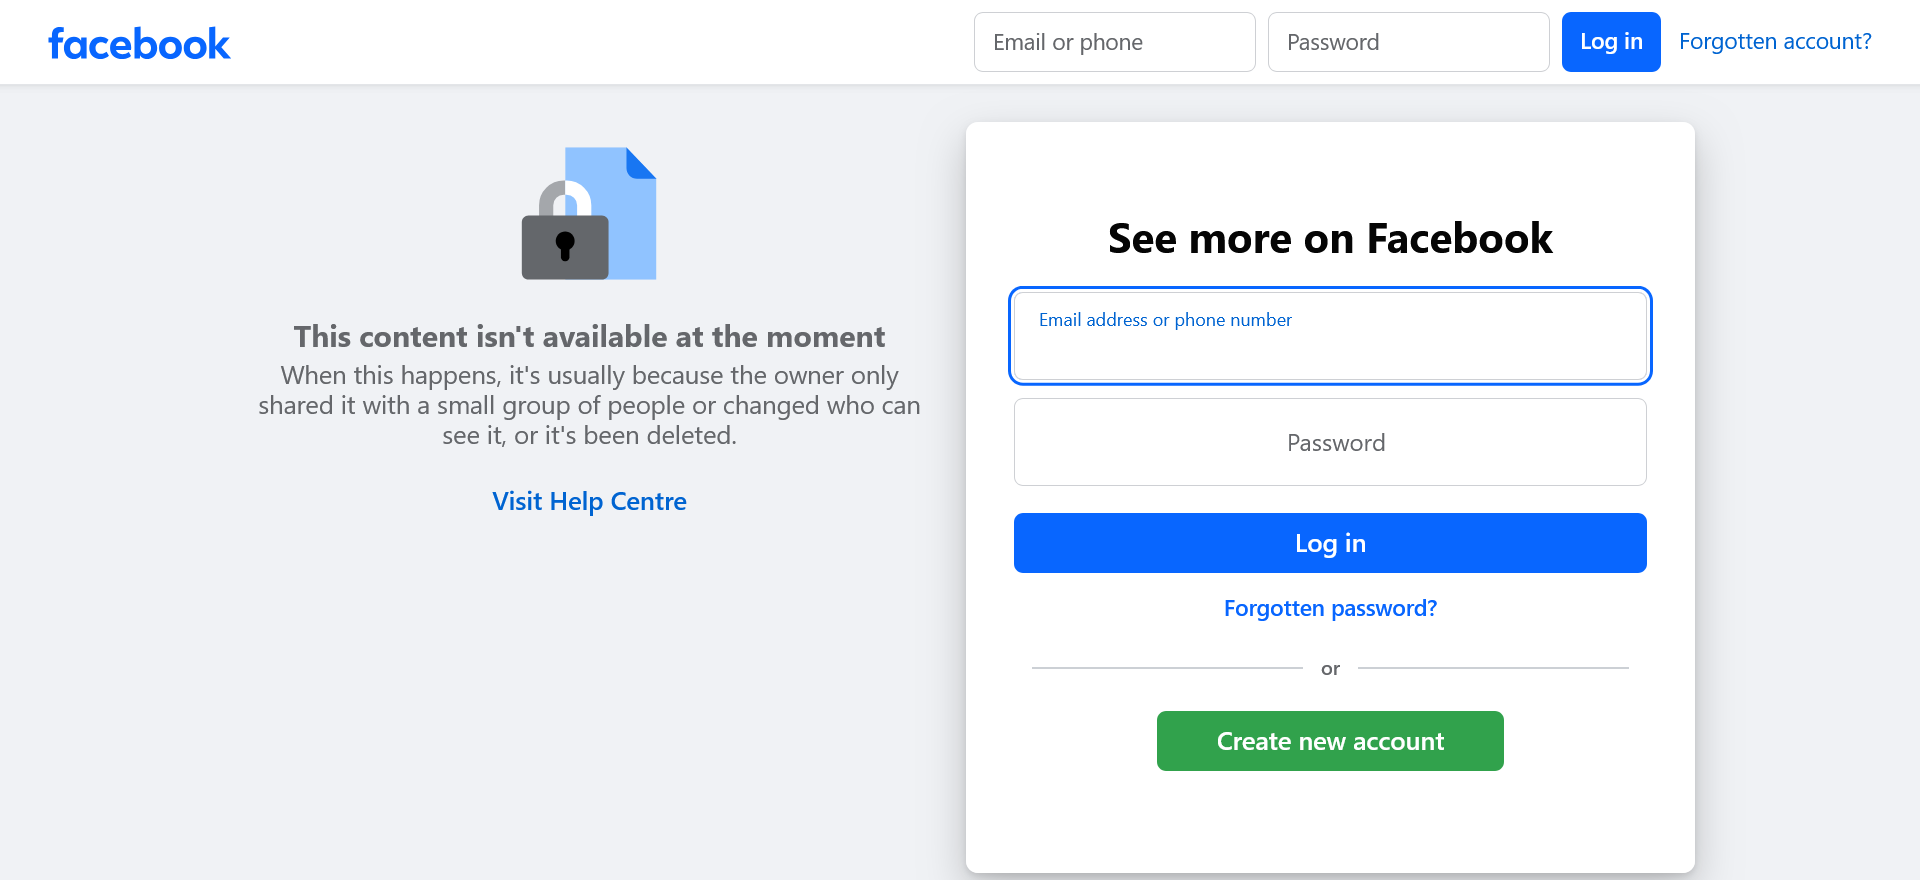 facebook
Email or phone
Password
Log in
Forgotten account?
This content isn't available at the moment
When this happens, it's usually because the owner only
shared it with a small group of people or changed who can
see it, or it's been deleted.
Visit Help Centre
See more on Facebook
Email address or phone number
Password
Log in
Forgotten password?
or
Create new account